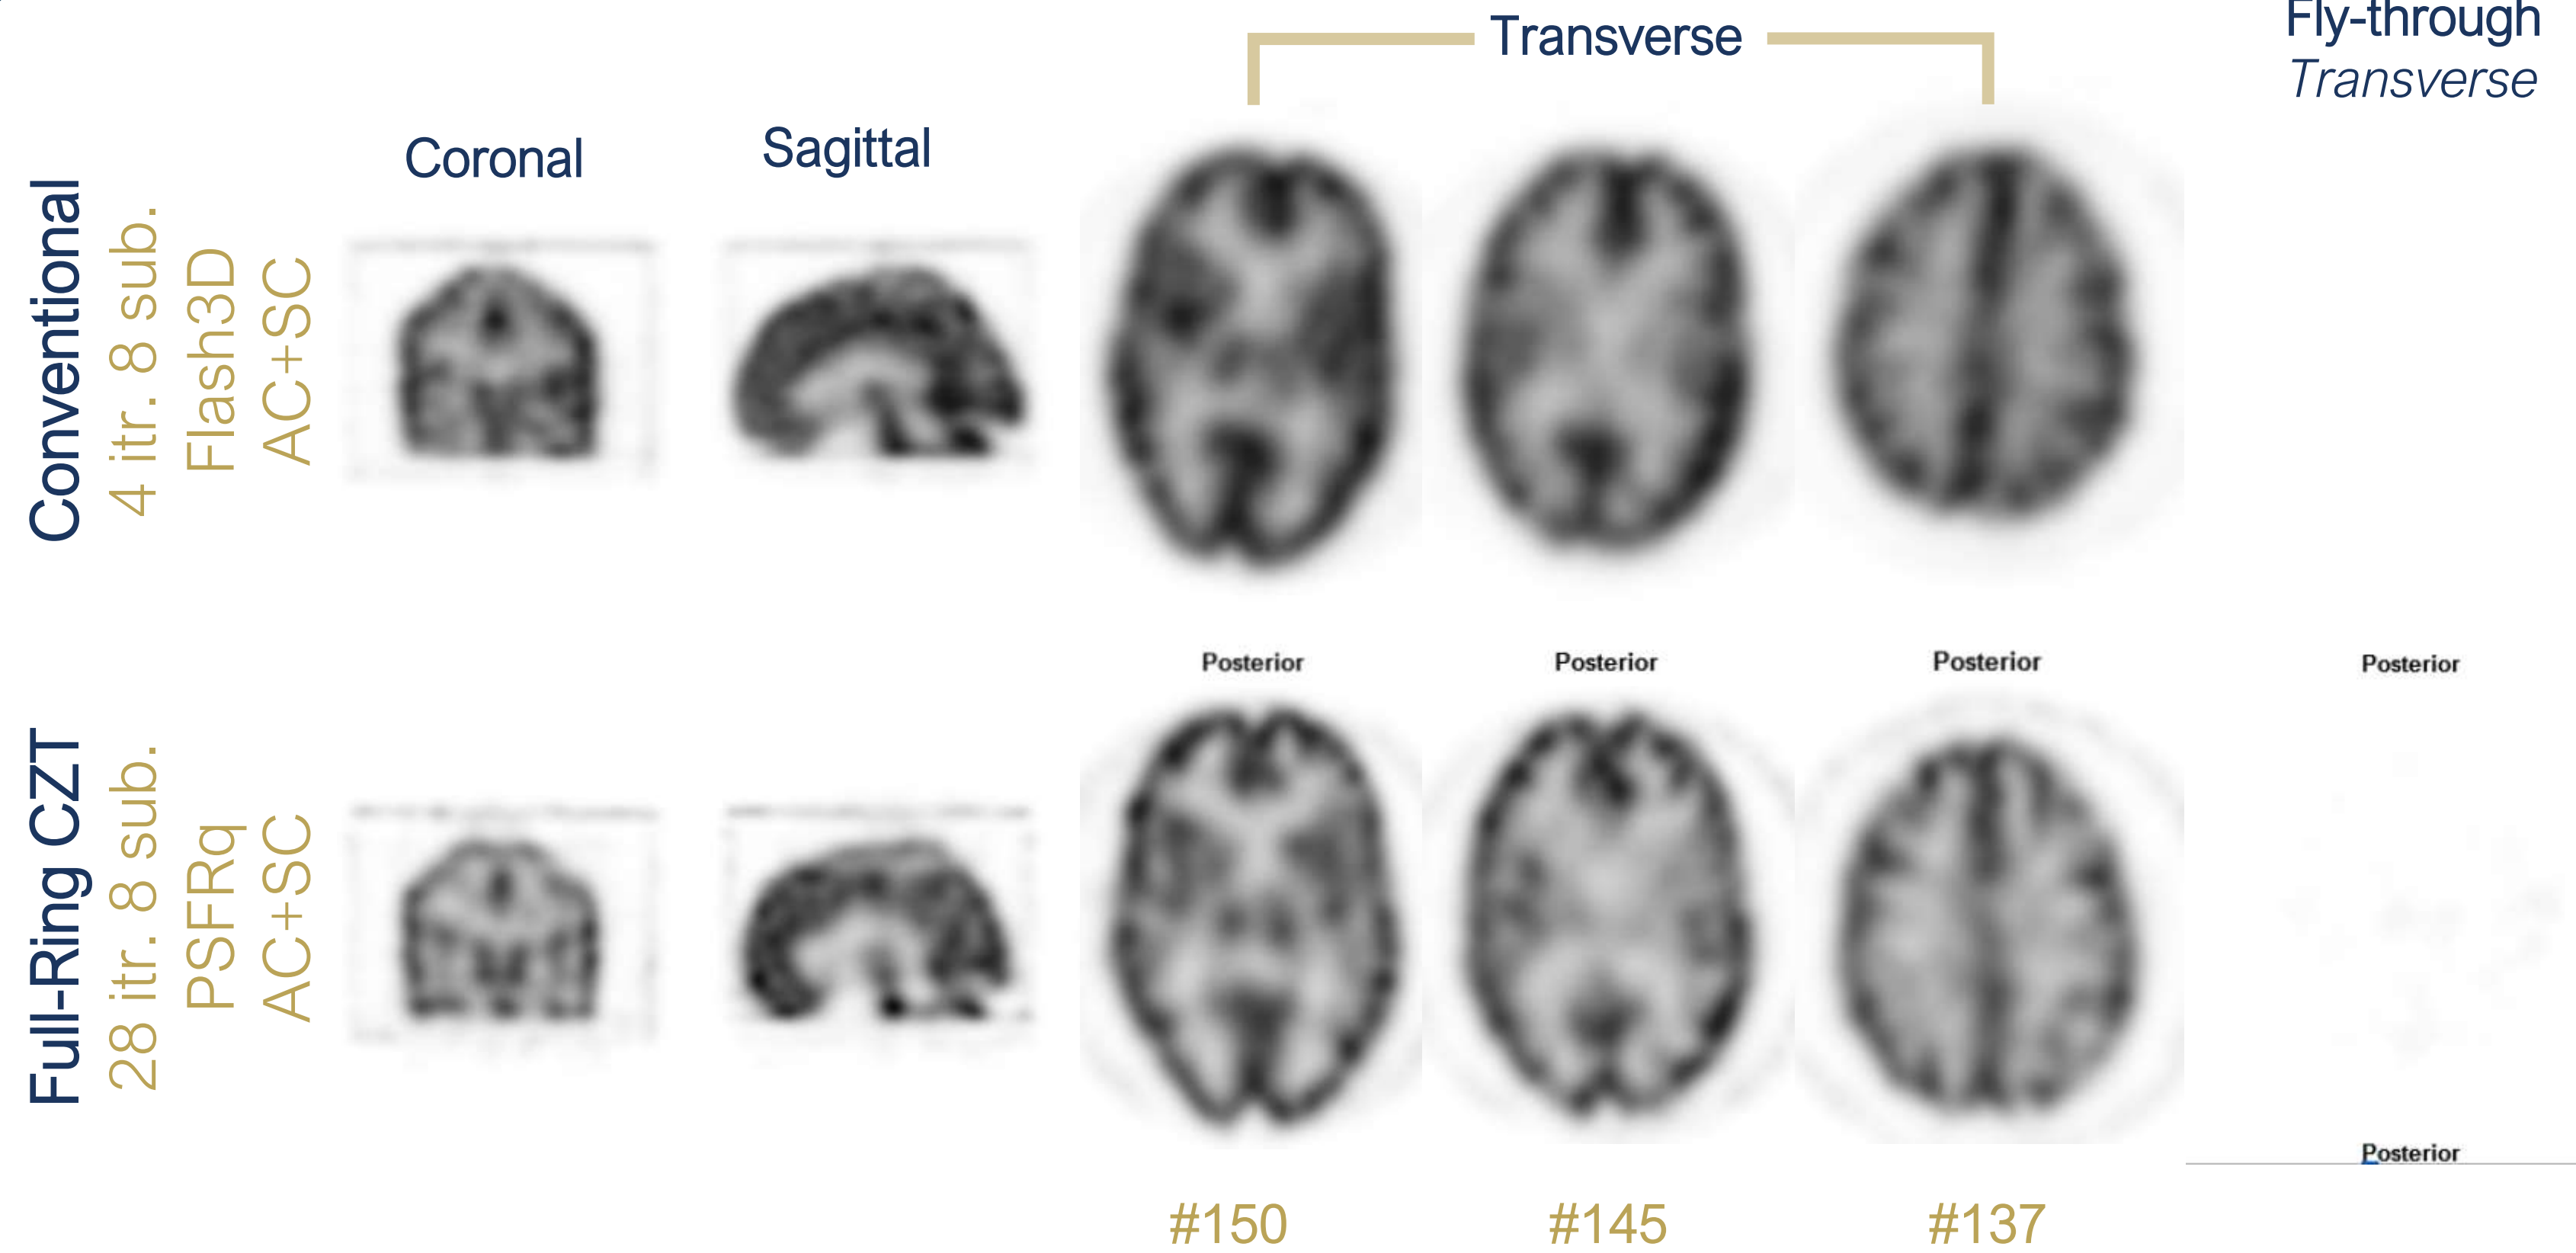 Transverse
Fly-through
Transverse
Coronal
Sagittal
Conventional
4 itr. 8 sub.
Flash3D
AC+SC
Posterior
Posterior
Posterior
Posterior
Full-Ring CZT
28 itr. 8 sub.
PSFRq
AC+SC
Posterior
#150
#145
#137